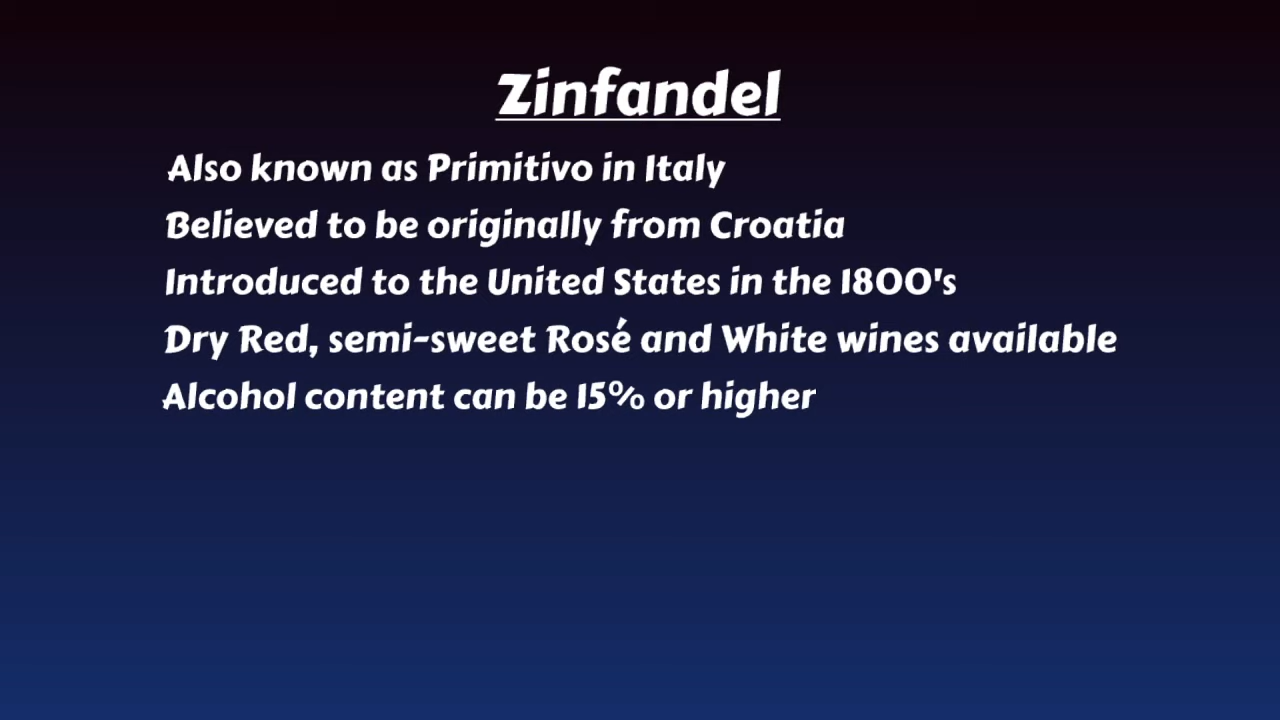 Zinfandel
Also known as Primitivo in Italy
Believed to be originally from Croatia
Introduced to the United States in the 1800's
Dry Red, semi-sweet Rosé and White wines available
Alcohol content can be 15% or higher